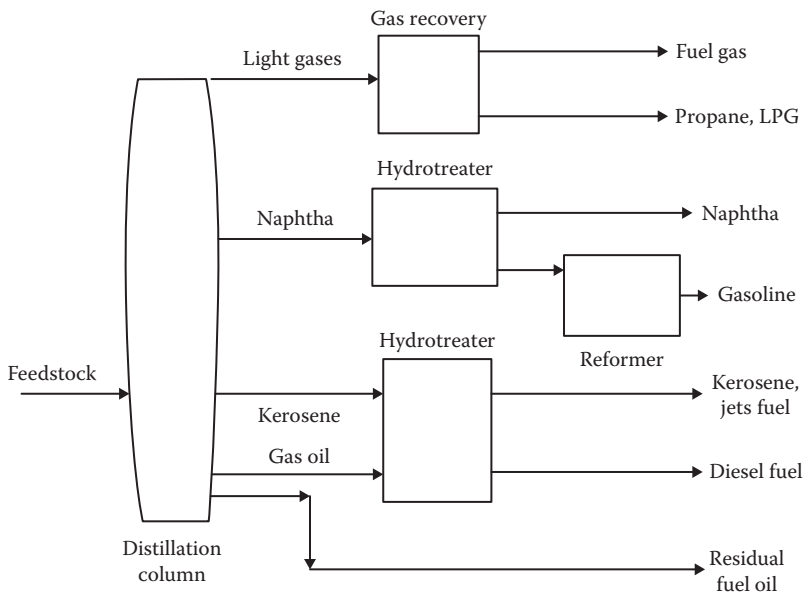 Gas recovery
Light gases
Fuel gas
Propane, LPG
Hydrotreater
Naphtha
Naphtha
Gasoline
Reformer
Hydrotreater
Feedstock
Kerosene
Kerosene,
jets fuel
Gas oil
Diesel fuel
Distillation
column
Residual
fuel oil